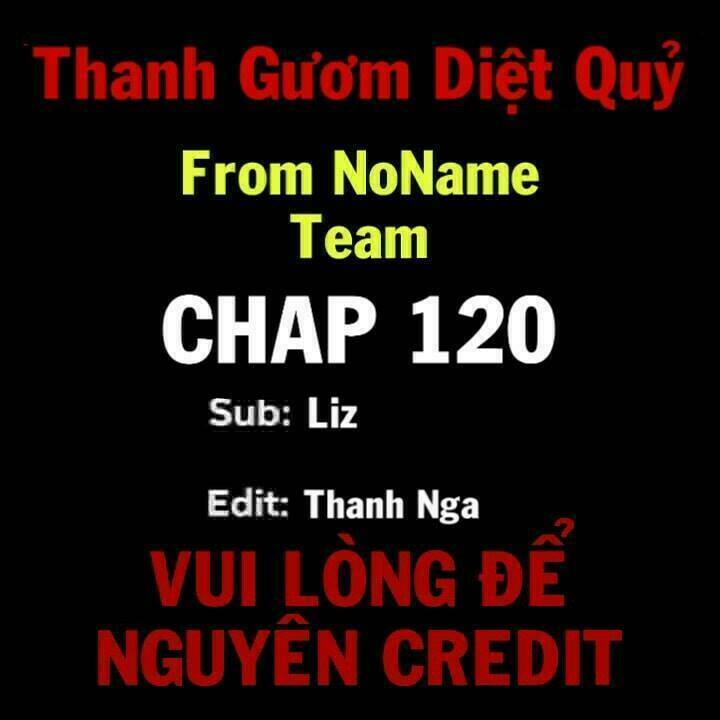 Thanh Gươm Diệt Quỷ
From NoName
Team
CHAP 120
Sub: Liz
Edit: Thanh Nga
VUI LÒNG ĐỂ
NGUYÊN CREDIT